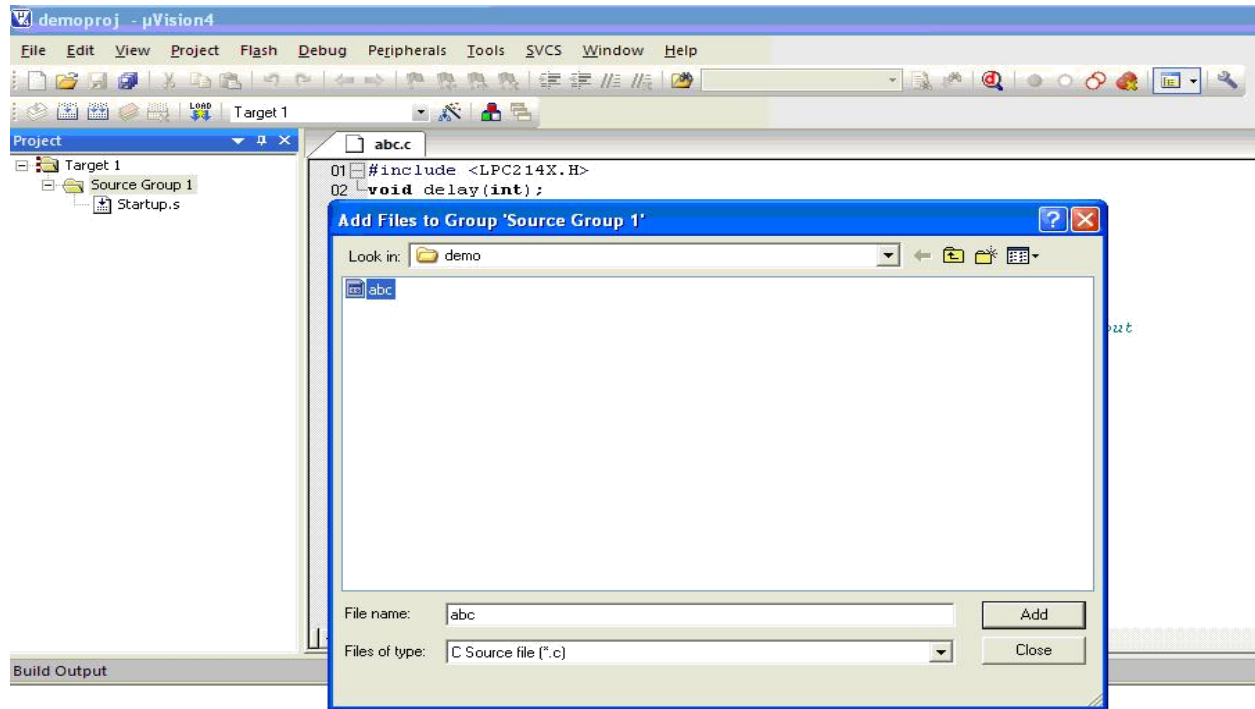 demoproj - µVision4
File Edit View Project Flash Debug Peripherals Tools SVCS Window Help
LOAD Target 1
Project
abc.c
Target 1
Source Group 1
Startup.s
01 #include <LPC214X.H>
02 void delay(int);
Add Files to Group 'Source Group 1'
Look in: demo
abc
put
File name: abc Add
Files of type: C Source file (*.c) Close
Build Output